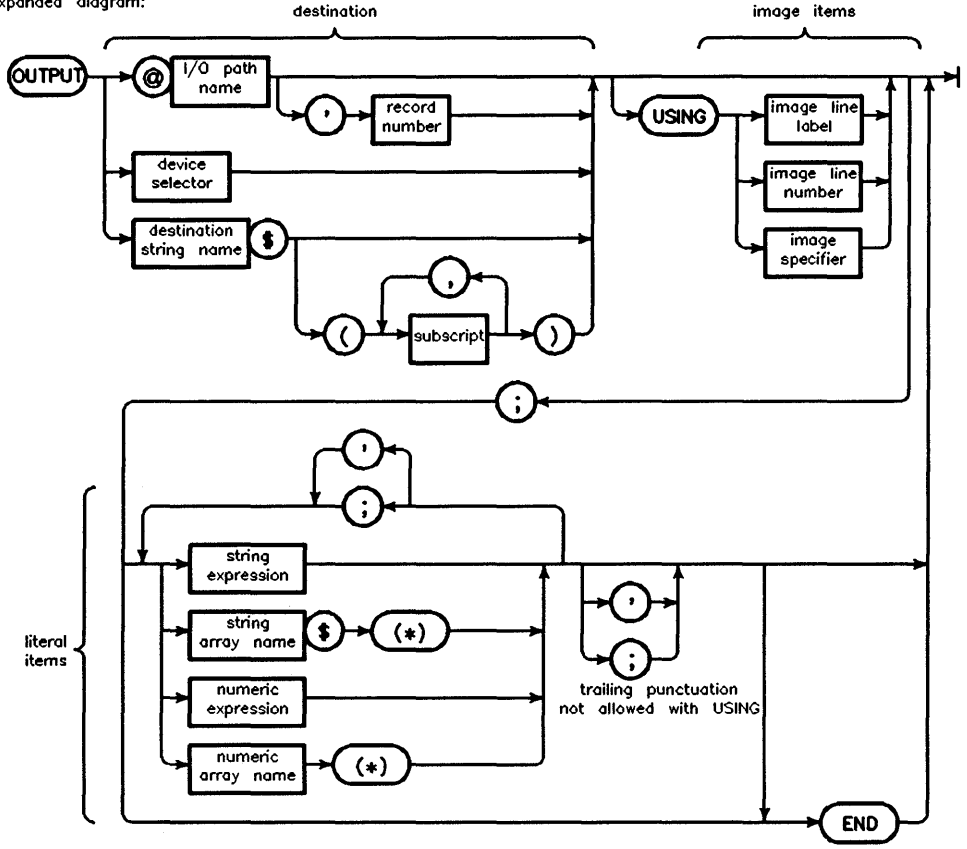 expanded diagram:
destination
image items
OUTPUT
@
I/O path
name
,
record
number
device
selector
destination
string name
$
(
,
subscript
)
USING
image line
label
image line
number
image
specifier
;
,
;
literal
items
string
expression
string
array name
$
(*)
numeric
expression
numeric
array name
(*)
,
;
trailing punctuation
not allowed with USING
END